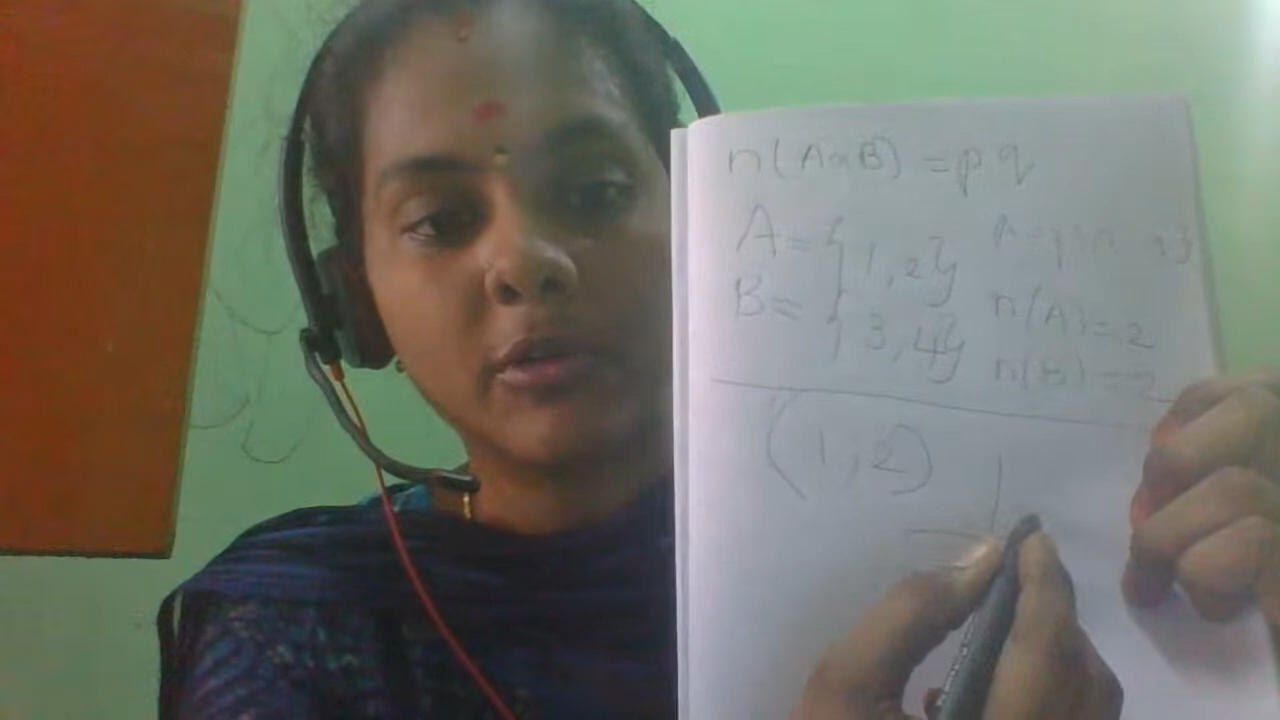 n(A×B) = pq
A = {1, 2}
B = {3, 4}
n(A) = 2
n(B) = 2
(1, 2)